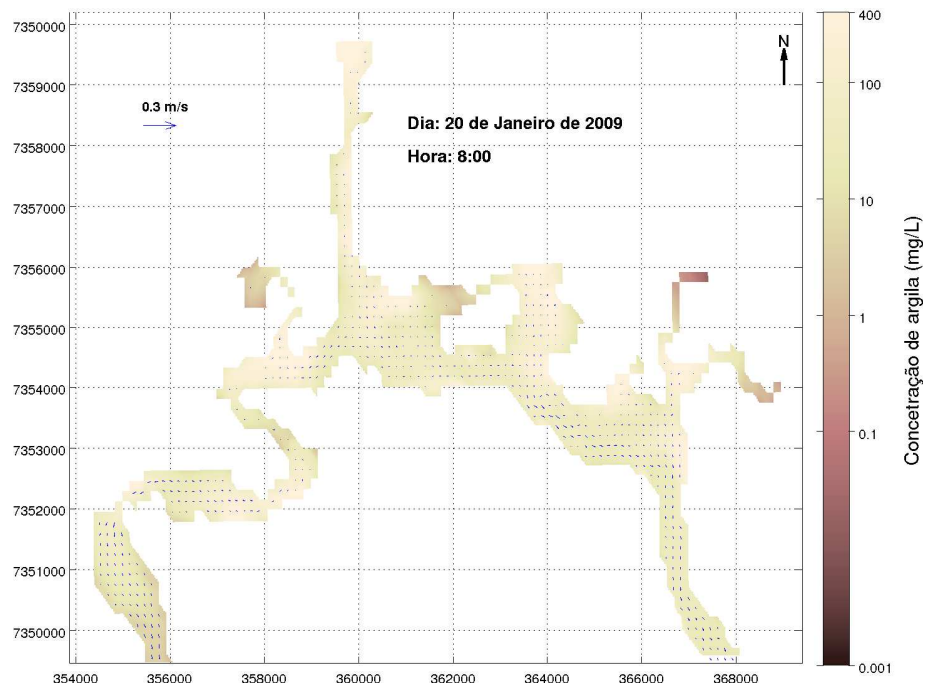 7350000
7359000
7358000
7357000
7356000
7355000
7354000
7353000
7352000
7351000
7350000
354000 356000 358000 360000 362000 364000 366000 368000
0.3 m/s
Dia: 20 de Janeiro de 2009
Hora: 8:00
N
400
100
10
1
0.1
0.001
Concetração de argila (mg/L)